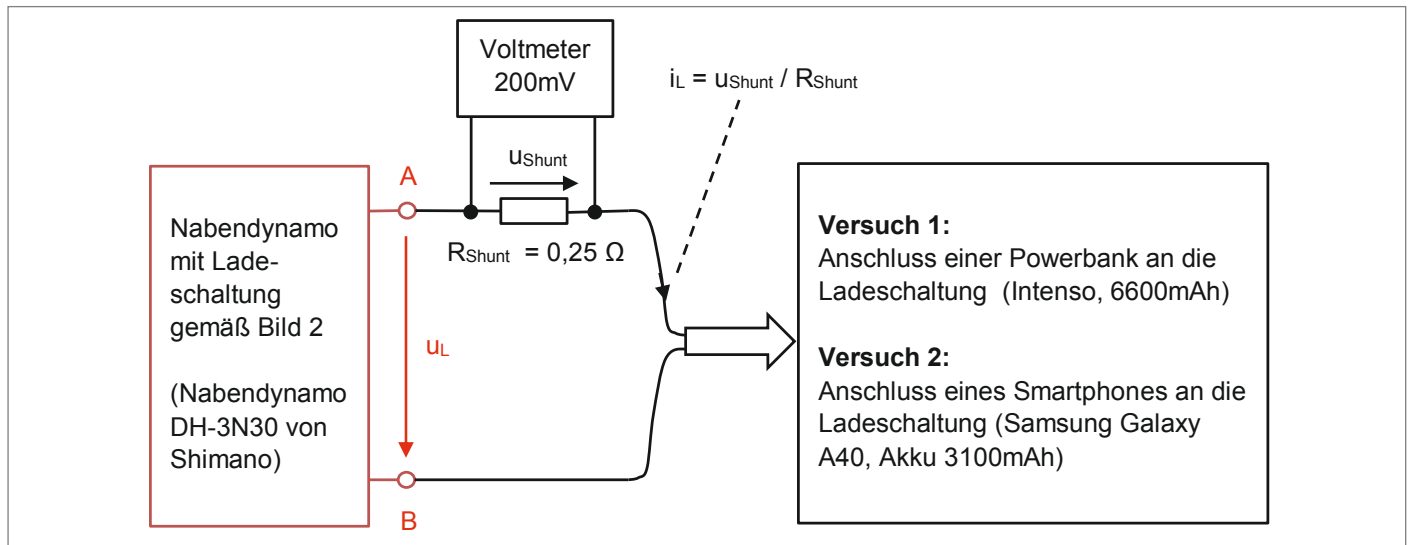 Voltmeter
200mV
iL = uShunt / RShunt
uShunt
A
RShunt = 0,25 Ω
Nabendynamo
mit Lade-
schaltung
gemäß Bild 2
(Nabendynamo
DH-3N30 von
Shimano)
uL
B
Versuch 1:
Anschluss einer Powerbank an die
Ladeschaltung (Intenso, 6600mAh)
Versuch 2:
Anschluss eines Smartphones an die
Ladeschaltung (Samsung Galaxy
A40, Akku 3100mAh)